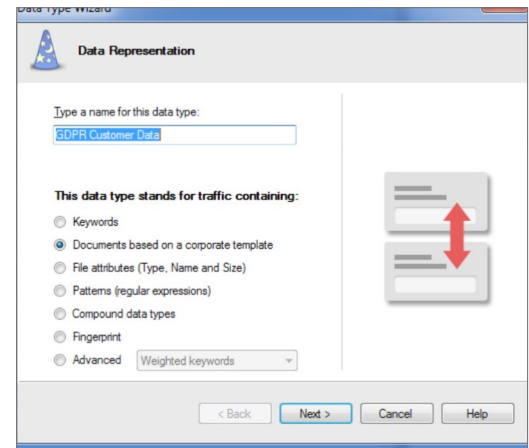 Data Type Wizard
Data Representation
Type a name for this data type:
GDPR Customer Data
This data type stands for traffic containing:
Keywords
Documents based on a corporate template
File attributes (Type, Name and Size)
Patterns (regular expressions)
Compound data types
Fingerprint
Advanced Weighted keywords
< Back Next > Cancel Help